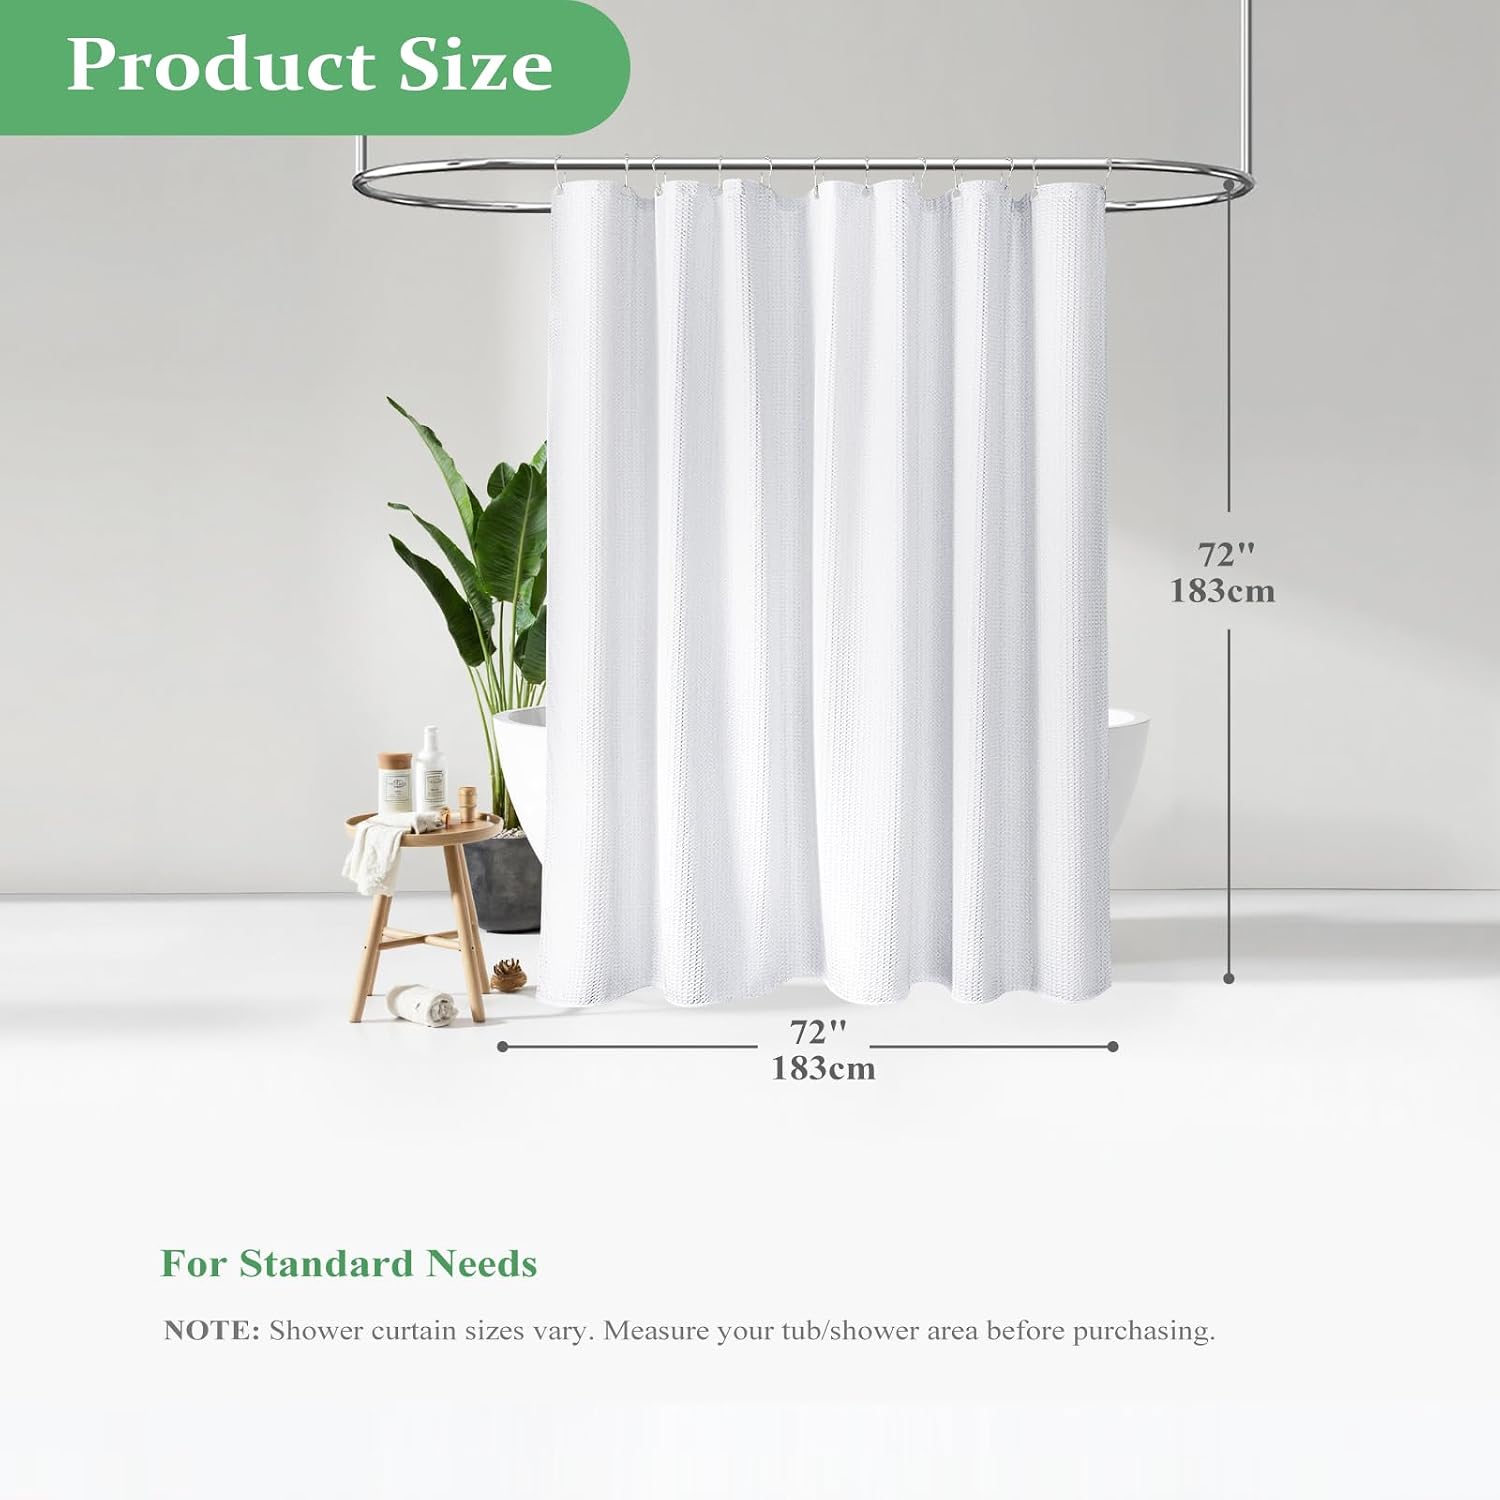 Product Size
72"
183cm
72"
183cm
For Standard Needs
NOTE: Shower curtain sizes vary. Measure your tub/shower area before purchasing.